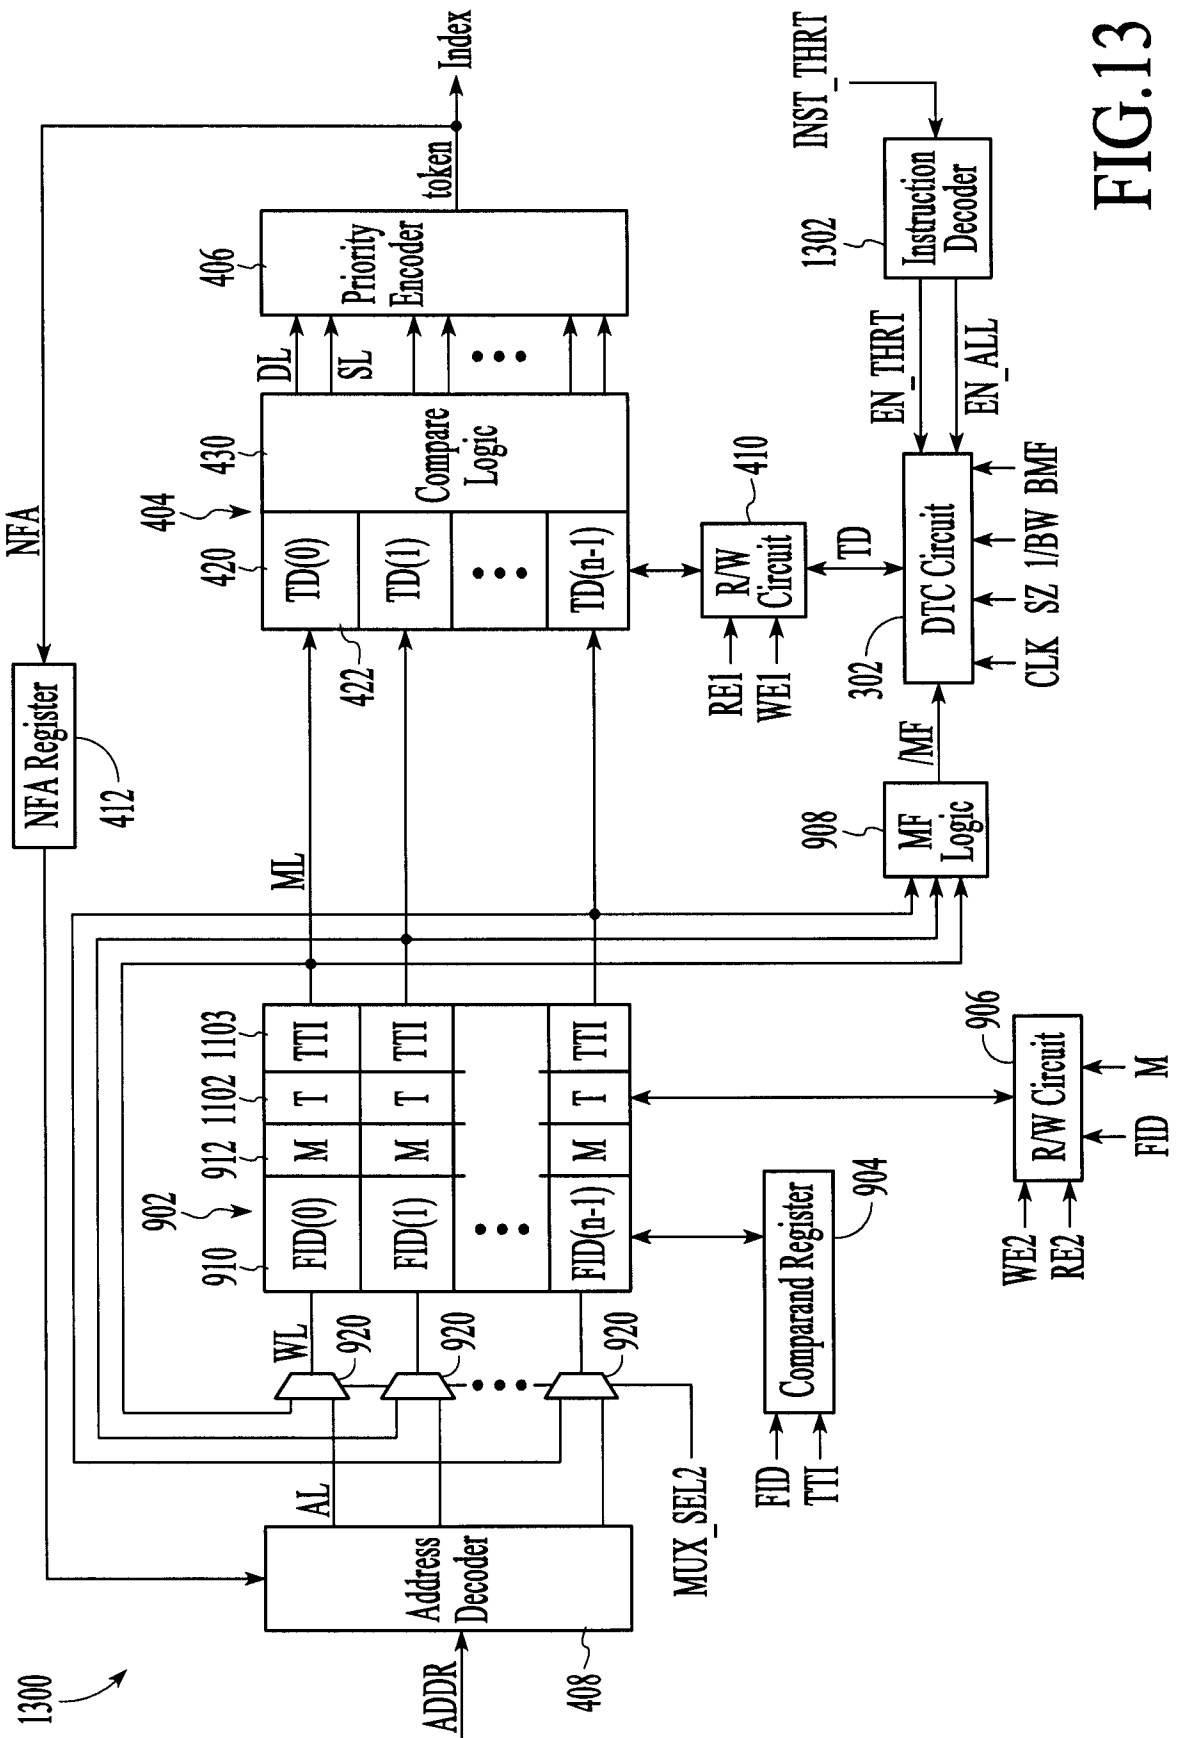 1300
NFA Register
412
NFA
ADDR
Address
Decoder
408
AL
MUX_SEL2
WL
920
920
920
902
910
912
1102
1103
FID(0)
M
T
TTI
FID(1)
M
T
TTI
FID(n-1)
M
T
TTI
ML
404
420
430
TD(0)
TD(1)
TD(n-1)
422
Compare
Logic
DL
SL
406
Priority
Encoder
token
Index
FID
TTI
Comparand Register
904
WE2
RE2
R/W Circuit
906
FID
M
908
MF
Logic
/MF
RE1
WE1
R/W
Circuit
410
TD
302
DTC Circuit
CLK
SZ
1/BW
BMF
EN_THRT
EN_ALL
1302
Instruction
Decoder
INST_THRT
FIG.13